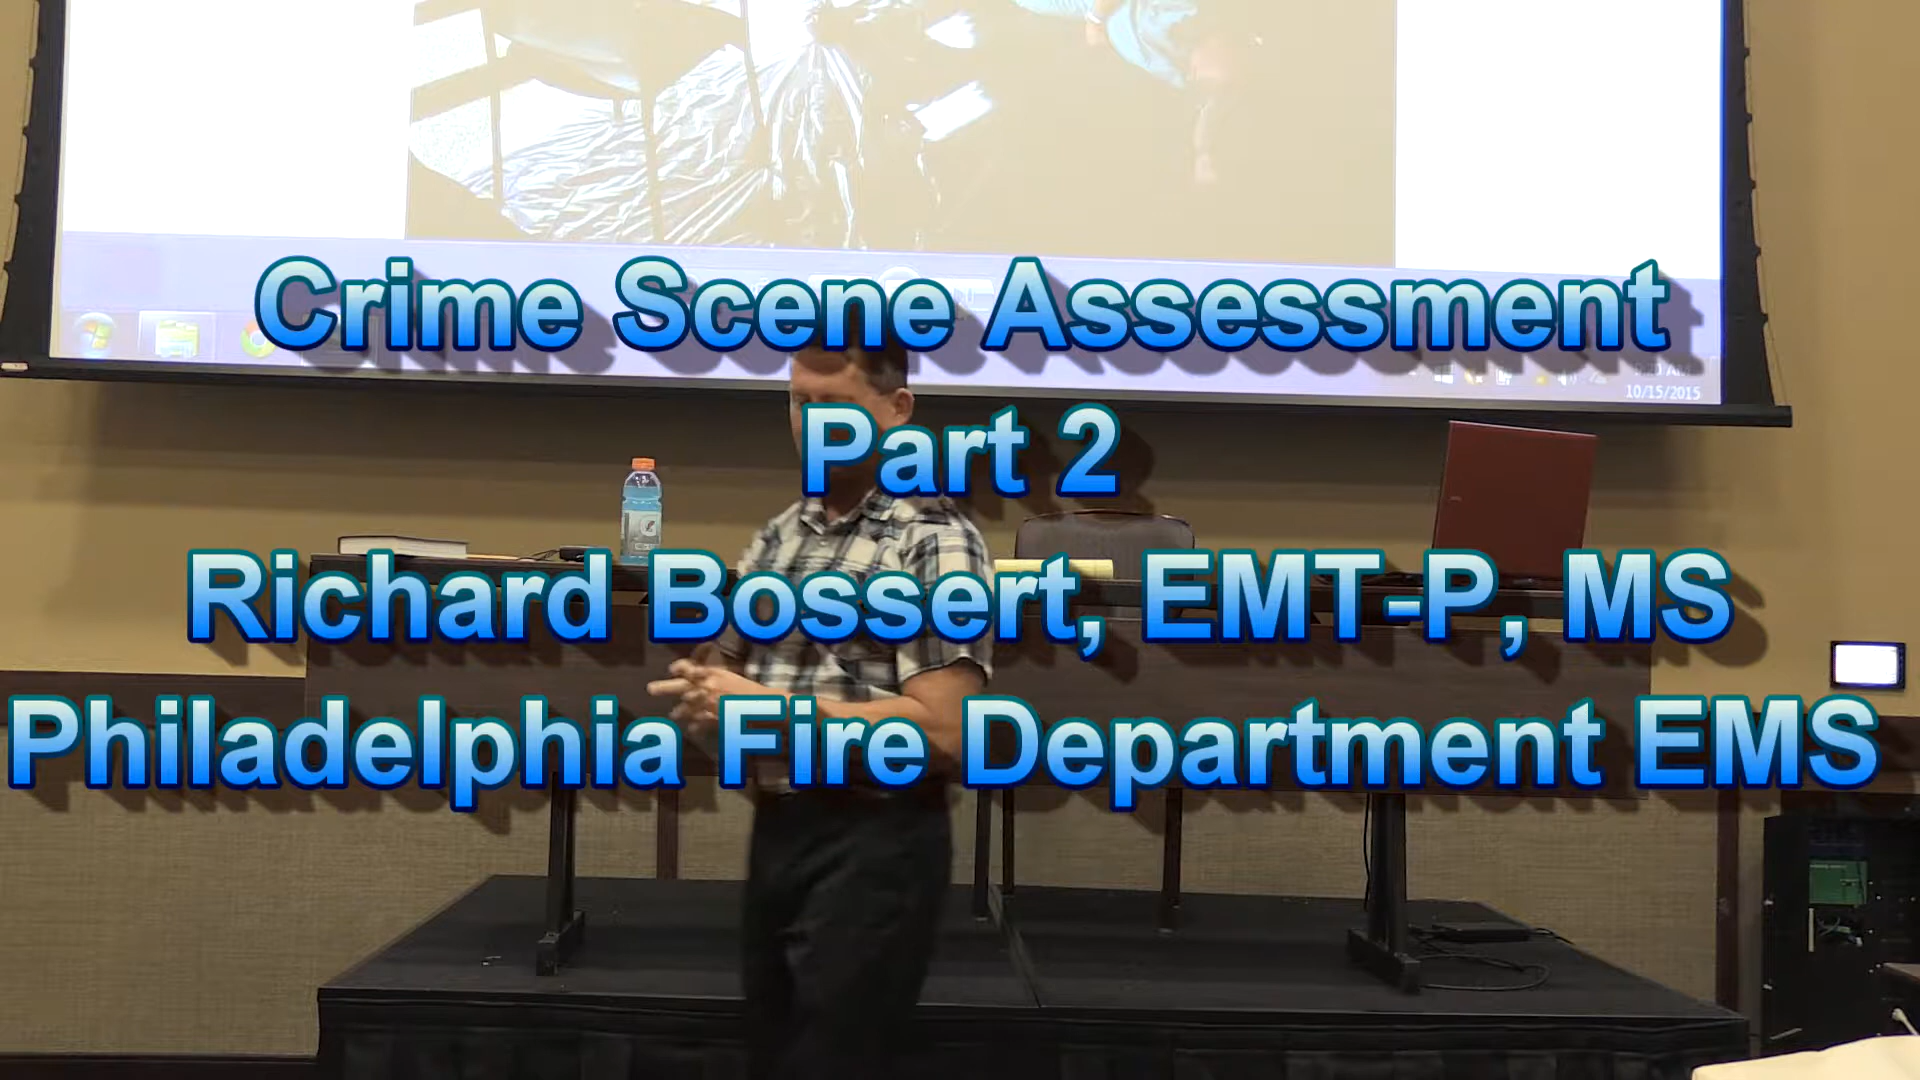 Crime Scene Assessment
10/15/2015
Part 2
Richard Bossert, EMT-P, MS
Philadelphia Fire Department EMS